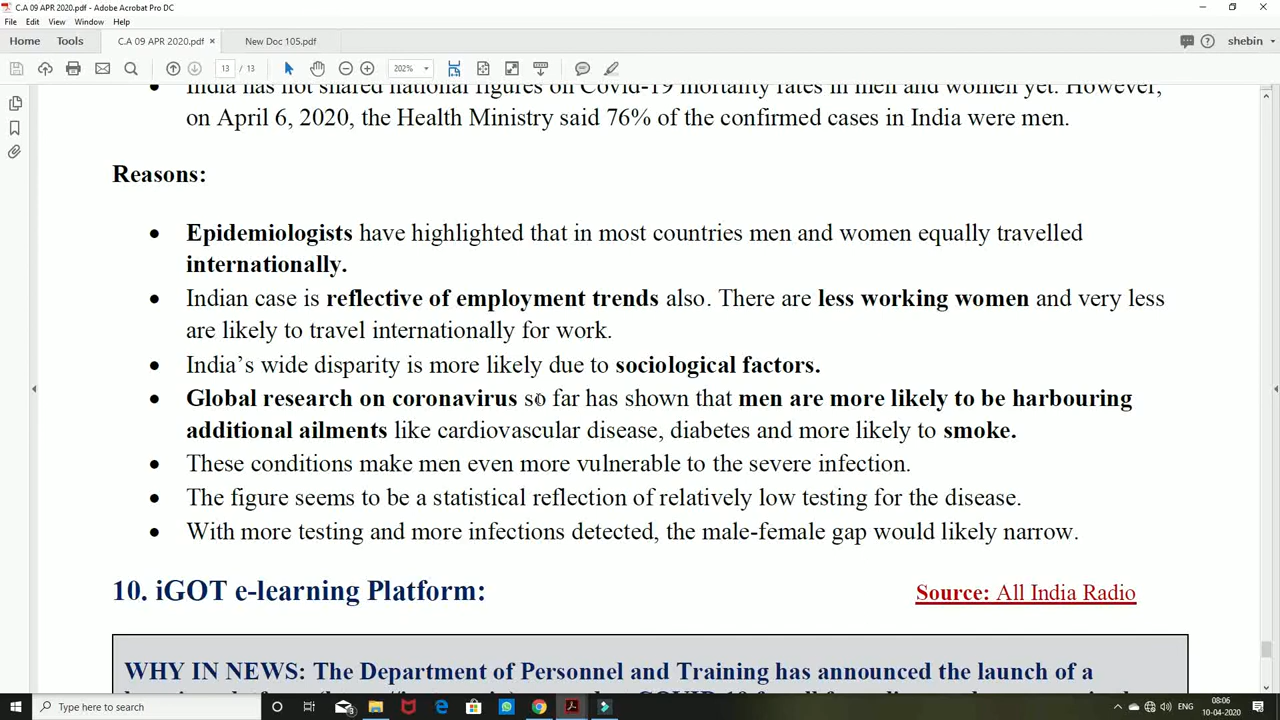 C.A 09 APR 2020.pdf - Adobe Acrobat Pro DC
File Edit View Window Help
Home Tools C.A 09 APR 2020.pdf × New Doc 105.pdf shebin
13 / 13 202%
India has not shared national figures on Covid-19 mortality rates in men and women yet. However,
on April 6, 2020, the Health Ministry said 76% of the confirmed cases in India were men.
Reasons:
• Epidemiologists have highlighted that in most countries men and women equally travelled
internationally.
• Indian case is reflective of employment trends also. There are less working women and very less
are likely to travel internationally for work.
• India's wide disparity is more likely due to sociological factors.
• Global research on coronavirus so far has shown that men are more likely to be harbouring
additional ailments like cardiovascular disease, diabetes and more likely to smoke.
• These conditions make men even more vulnerable to the severe infection.
• The figure seems to be a statistical reflection of relatively low testing for the disease.
• With more testing and more infections detected, the male-female gap would likely narrow.
10. iGOT e-learning Platform: Source: All India Radio
WHY IN NEWS: The Department of Personnel and Training has announced the launch of a
Type here to search ENG 08:06
10-04-2020